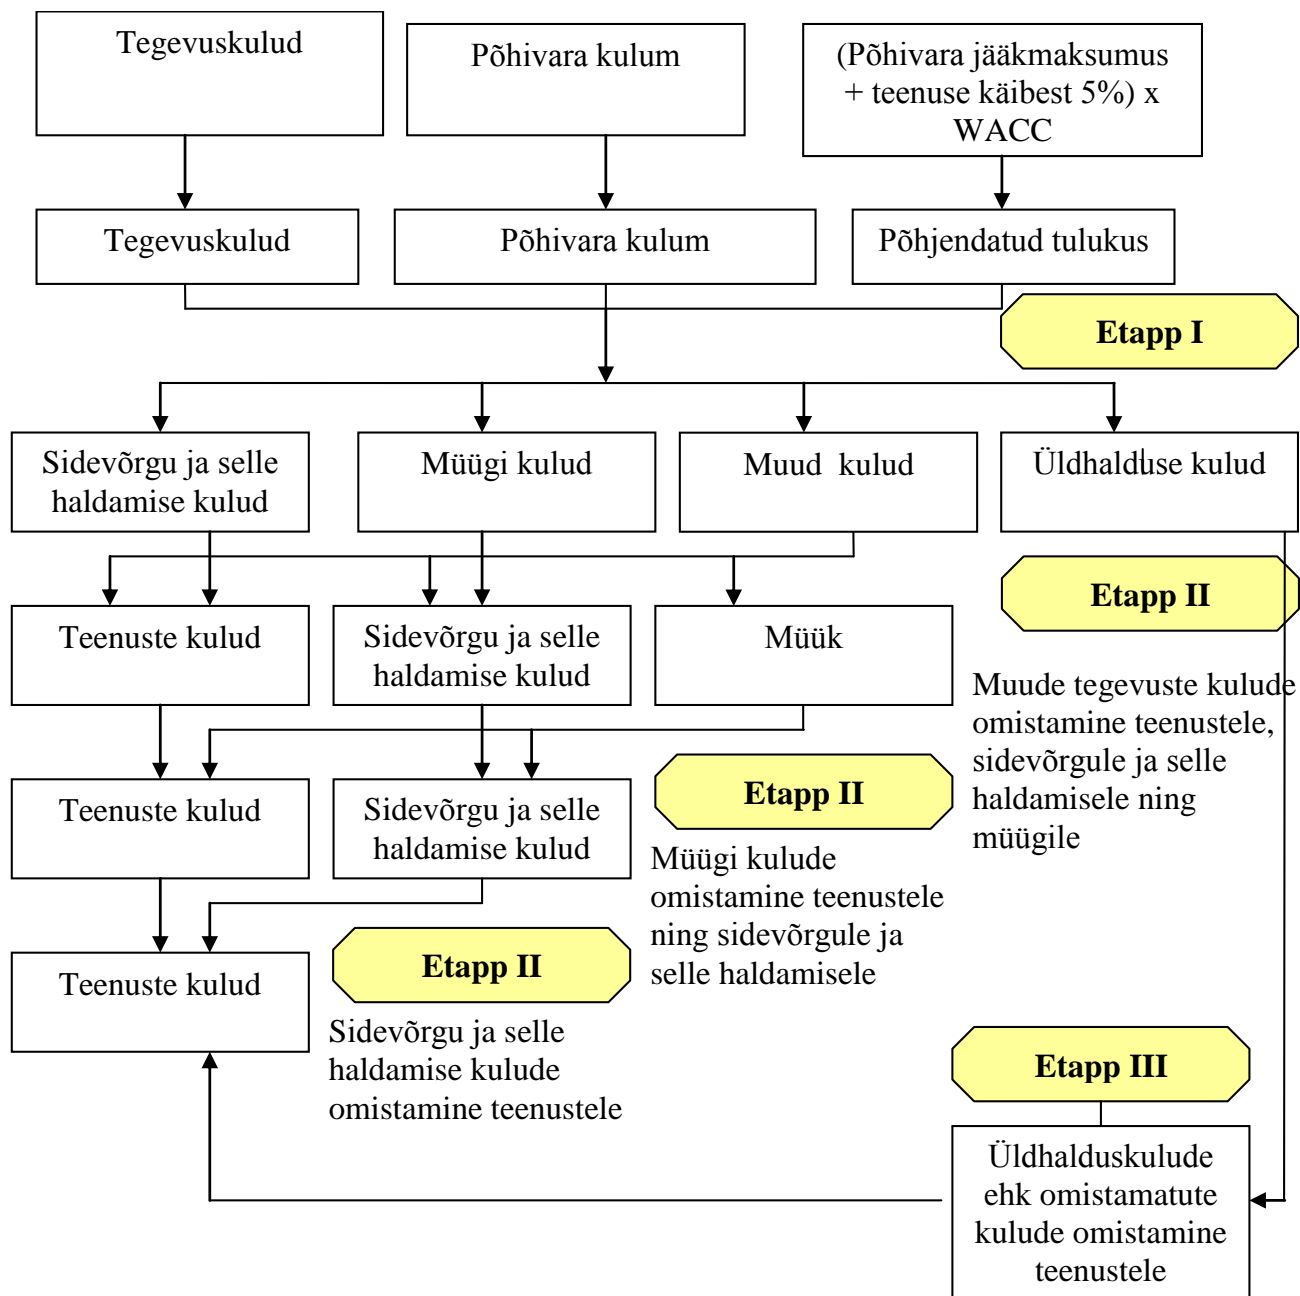 Tegevuskulud
Põhivara kulum
(Põhivara jääkmaksumus
+ teenuse käibest 5%) x
WACC
Tegevuskulud
Põhivara kulum
Põhjendatud tulukus
Etapp I
Sidevõrgu ja selle
haldamise kulud
Müügi kulud
Muud kulud
Üldhalduse kulud
Etapp II
Teenuste kulud
Sidevõrgu ja selle
haldamise kulud
Müük
Muude tegevuste kulude
omistamine teenustele,
sidevõrgule ja selle
haldamisele ning
müügile
Teenuste kulud
Sidevõrgu ja selle
haldamise kulud
Etapp II
Müügi kulude
omistamine teenustele
ning sidevõrgule ja
selle haldamisele
Teenuste kulud
Etapp II
Sidevõrgu ja selle
haldamise kulude
omistamine teenustele
Etapp III
Üldhalduskulude
ehk omistamatute
kulude omistamine
teenustele